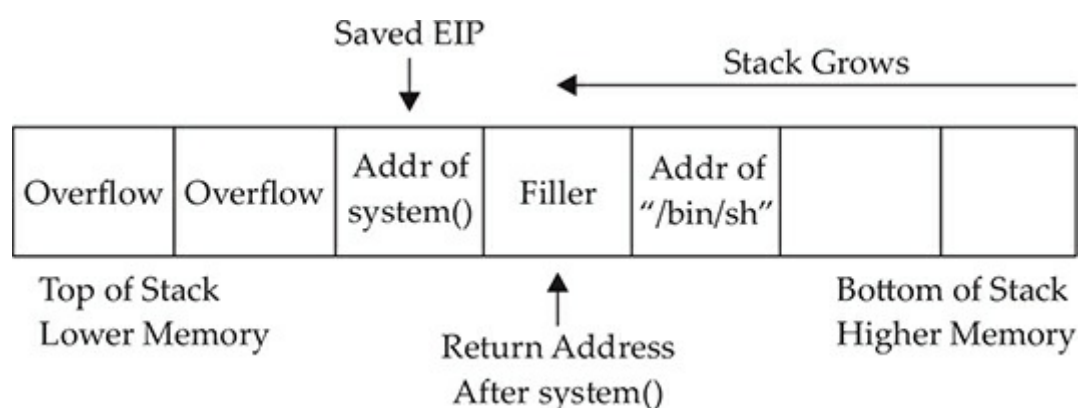 Saved EIP
Stack Grows
Overflow
Overflow
Addr of
system()
Filler
Addr of
“/bin/sh”
Top of Stack
Lower Memory
Bottom of Stack
Higher Memory
Return Address
After system()